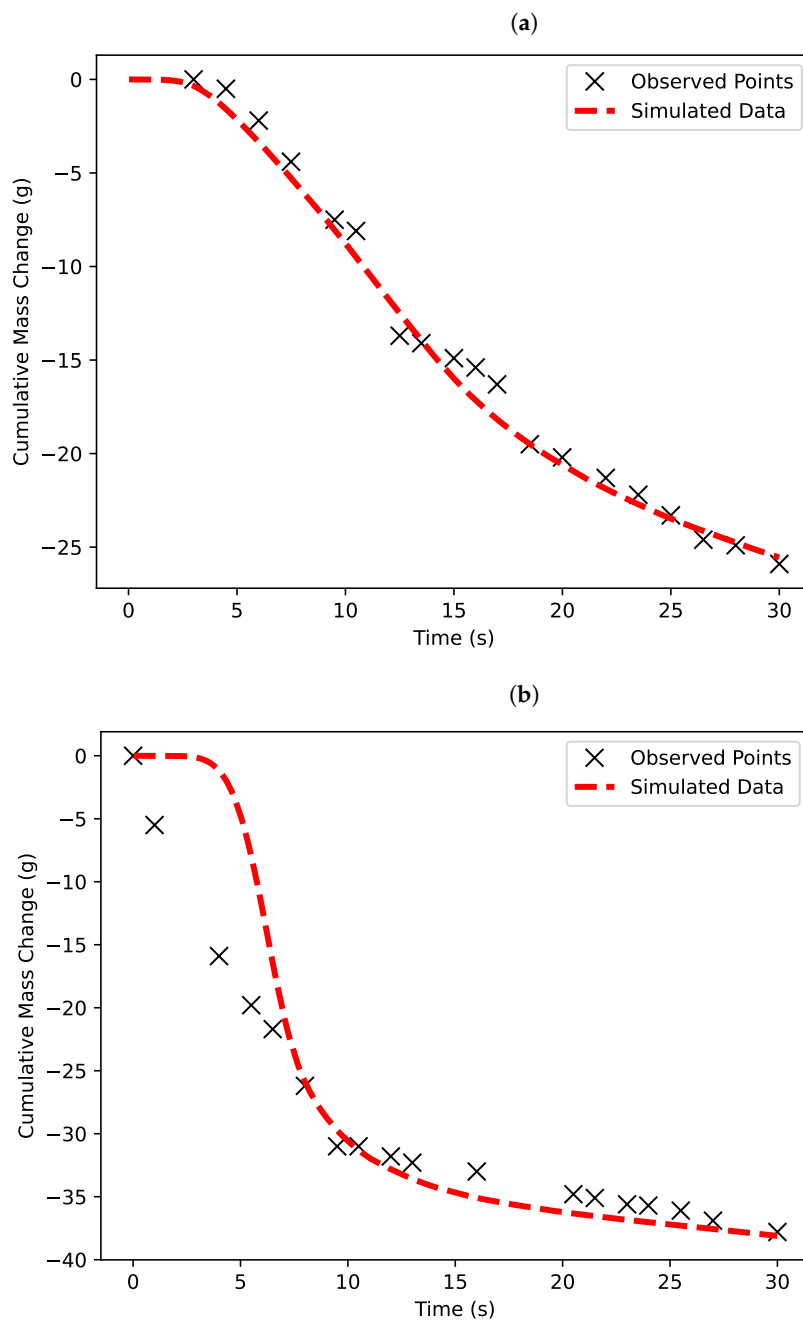 (a)
0
−5
−10
−15
−20
−25
Cumulative Mass Change (g)
Observed Points
Simulated Data
0 5 10 15 20 25 30
Time (s)
(b)
0
−5
−10
−15
−20
−25
−30
−35
−40
Cumulative Mass Change (g)
Observed Points
Simulated Data
0 5 10 15 20 25 30
Time (s)